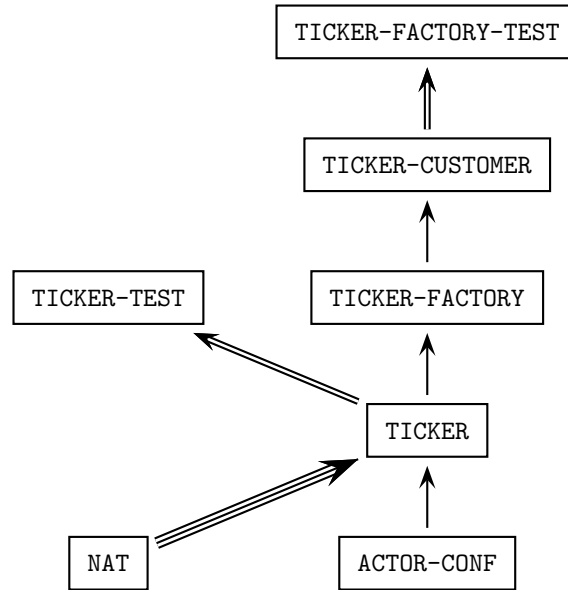 TICKER-FACTORY-TEST
TICKER-CUSTOMER
TICKER-TEST
TICKER-FACTORY
TICKER
NAT
ACTOR-CONF